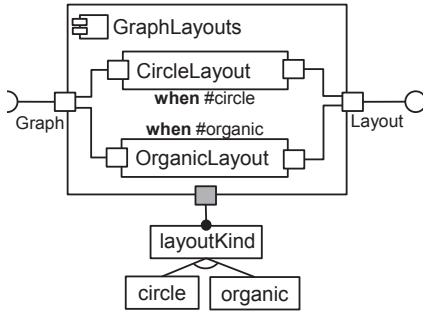 GraphLayouts
CircleLayout
when #circle
Graph
Layout
when #organic
OrganicLayout
layoutKind
circle
organic